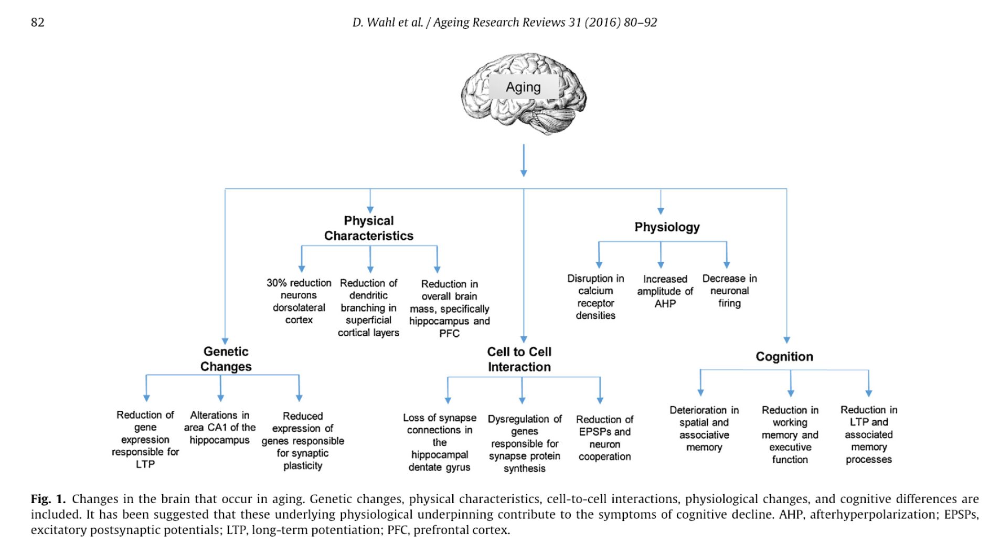 82
D. Wahl et al. / Ageing Research Reviews 31 (2016) 80–92
Aging
Physical
Characteristics
30% reduction
neurons
dorsolateral
cortex
Reduction of
dendritic
branching in
superficial
cortical layers
Reduction in
overall brain
mass, specifically
hippocampus and
PFC
Physiology
Disruption in
calcium
receptor
densities
Increased
amplitude of
AHP
Decrease in
neuronal
firing
Genetic
Changes
Reduction of
gene
expression
responsible for
LTP
Alterations in
area CA1 of the
hippocampus
Reduced
expression of
genes responsible
for synaptic
plasticity
Cell to Cell
Interaction
Loss of synapse
connections in
the
hippocampal
dentate gyrus
Dysregulation of
genes
responsible for
synapse protein
synthesis
Reduction of
EPSPs and
neuron
cooperation
Cognition
Deterioration in
spatial and
associative
memory
Reduction in
working
memory and
executive
function
Reduction in
LTP and
associated
memory
processes
Fig. 1. Changes in the brain that occur in aging. Genetic changes, physical characteristics, cell-to-cell interactions, physiological changes, and cognitive differences are
included. It has been suggested that these underlying physiological underpinning contribute to the symptoms of cognitive decline. AHP, afterhyperpolarization; EPSPs,
excitatory postsynaptic potentials; LTP, long-term potentiation; PFC, prefrontal cortex.